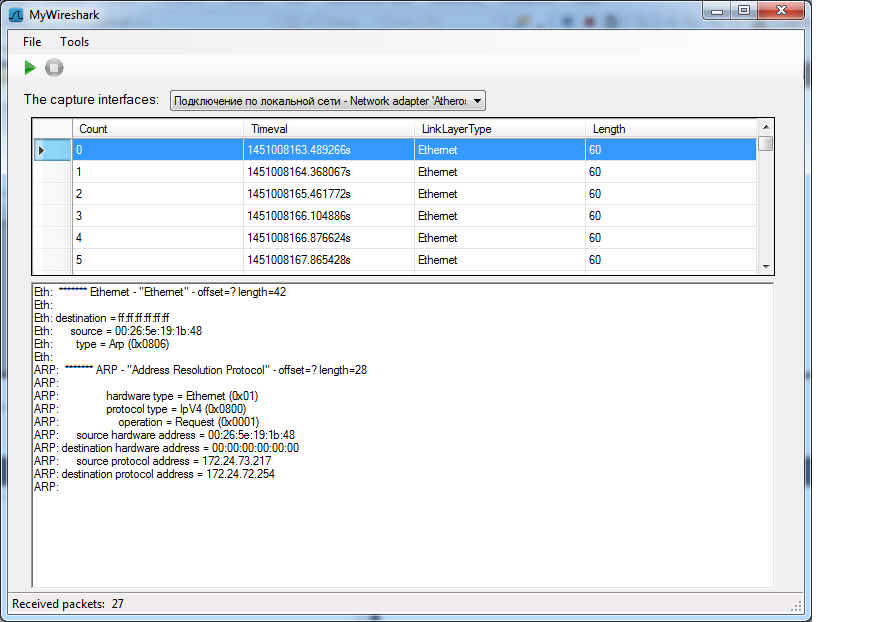 MyWireshark
File Tools
The capture interfaces: Подключение по локальной сети - Network adapter 'Atheros
Count Timeval LinkLayerType Length
0 1451008163.489266s Ethernet 60
1 1451008164.368067s Ethernet 60
2 1451008165.461772s Ethernet 60
3 1451008166.104886s Ethernet 60
4 1451008166.876624s Ethernet 60
5 1451008167.865428s Ethernet 60
Eth: ******* Ethernet - "Ethernet" - offset=? length=42
Eth:
Eth: destination = ff:ff:ff:ff:ff:ff
Eth: source = 00:26:5e:19:1b:48
Eth: type = Arp (0x0806)
Eth:
ARP: ******* ARP - "Address Resolution Protocol" - offset=? length=28
ARP:
ARP: hardware type = Ethernet (0x01)
ARP: protocol type = IpV4 (0x0800)
ARP: operation = Request (0x0001)
ARP: source hardware address = 00:26:5e:19:1b:48
ARP: destination hardware address = 00:00:00:00:00:00
ARP: source protocol address = 172.24.73.217
ARP: destination protocol address = 172.24.72.254
ARP:
Received packets: 27